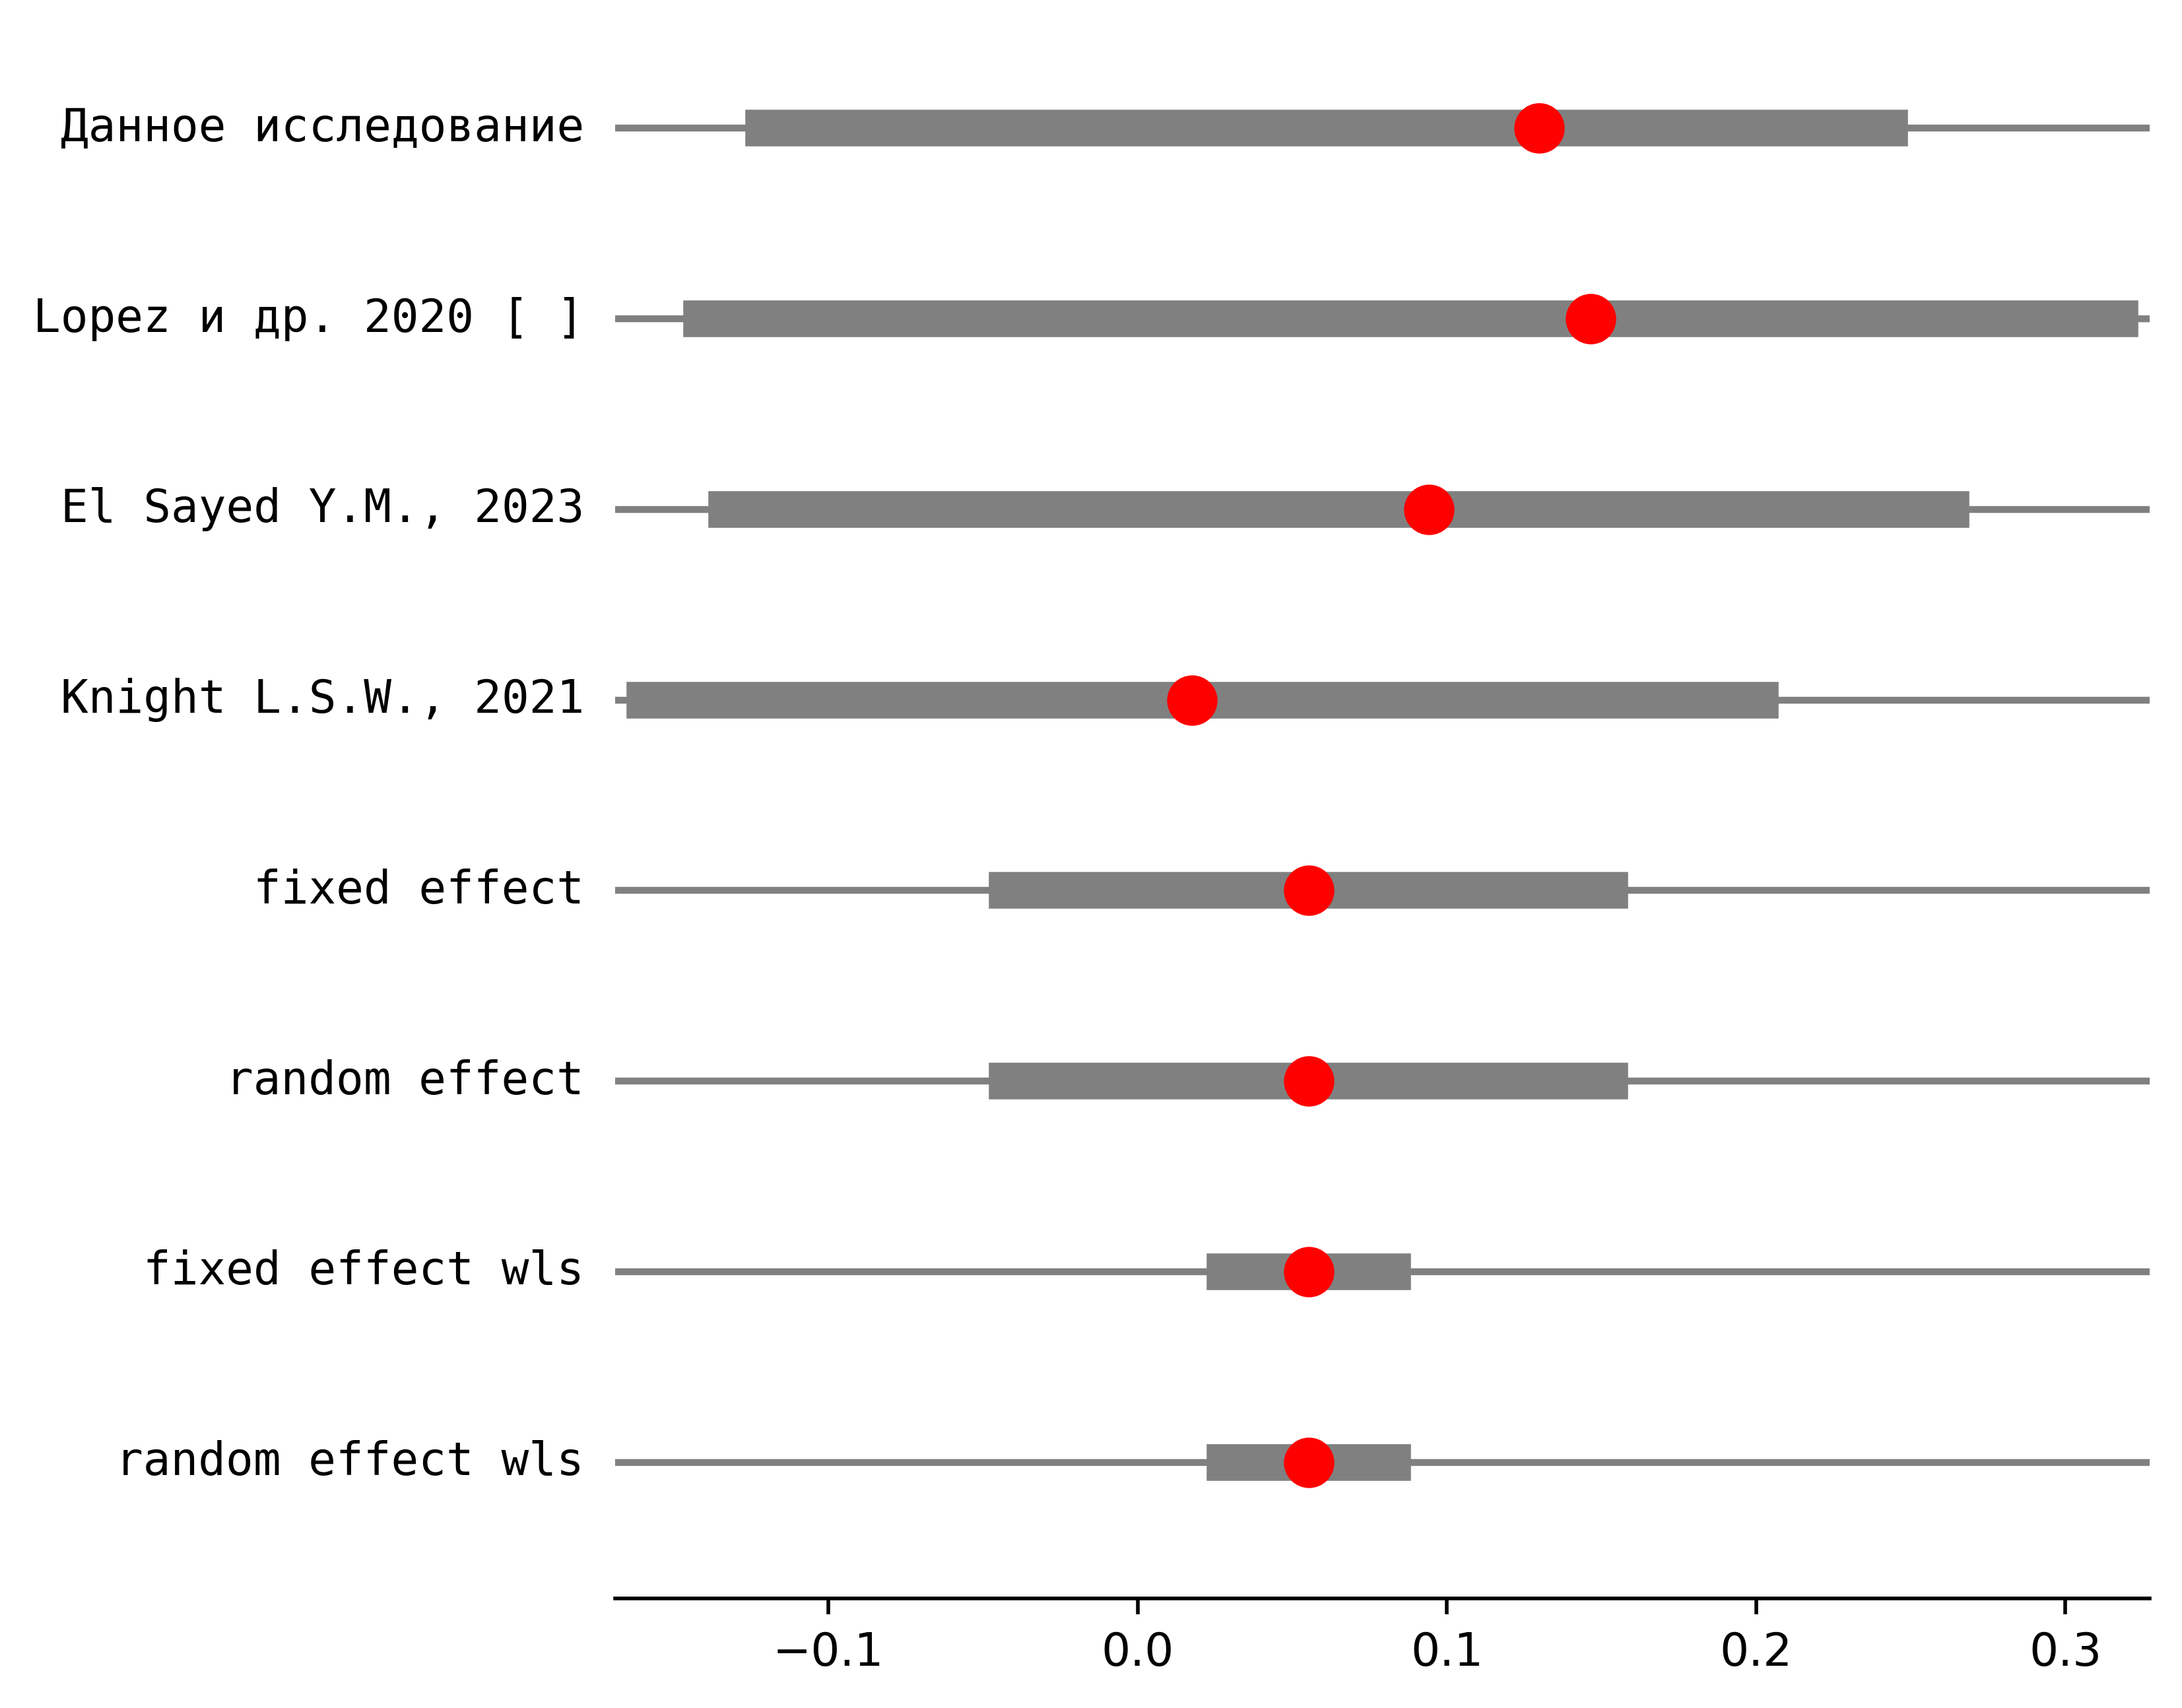 Данное исследование
Lopez и др. 2020 [ ]
El Sayed Y.M., 2023
Knight L.S.W., 2021
fixed effect
random effect
fixed effect wls
random effect wls
−0.1 0.0 0.1 0.2 0.3